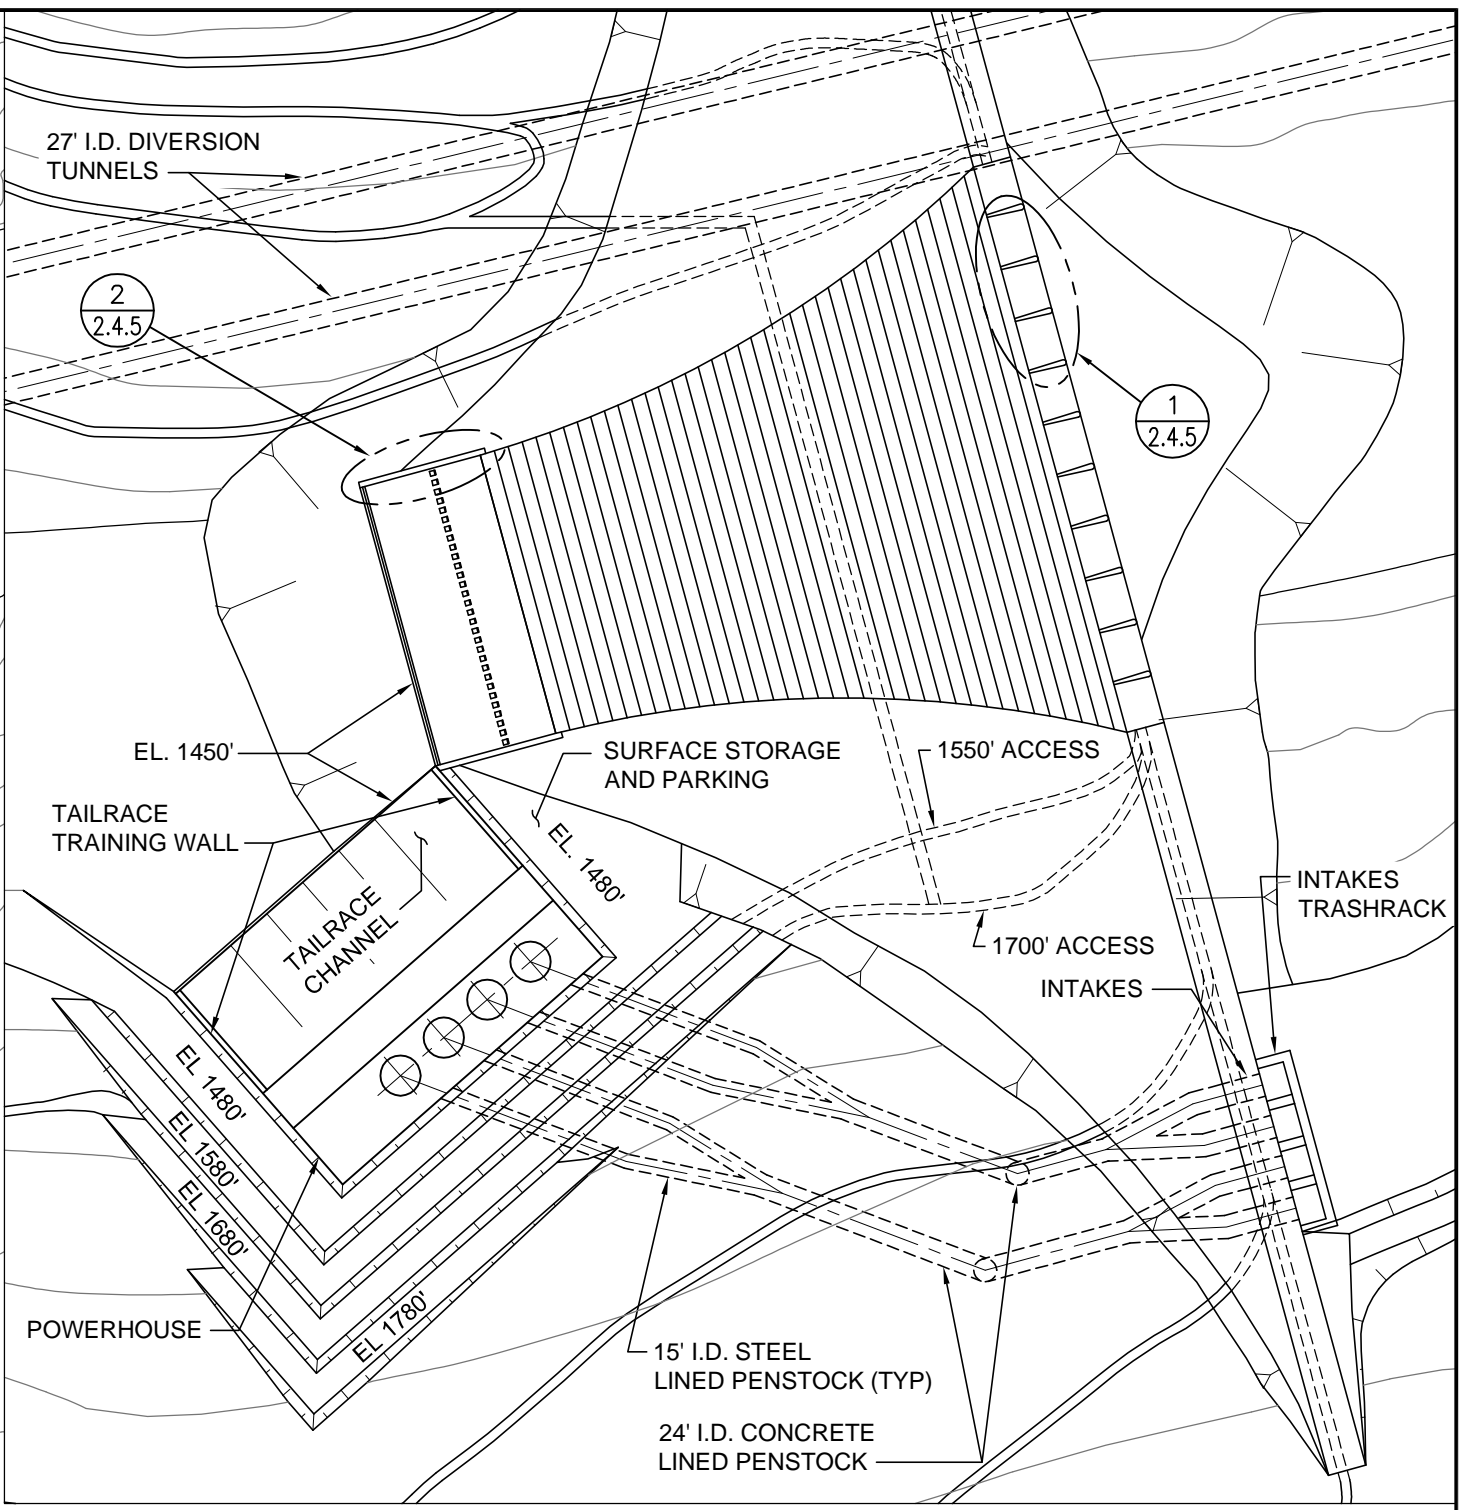 27' I.D. DIVERSION
TUNNELS
2
2.4.5
1
2.4.5
EL. 1450'
SURFACE STORAGE
AND PARKING
1550' ACCESS
TAILRACE
TRAINING WALL
EL. 1480'
TAILRACE
CHANNEL
INTAKES
TRASHRACK
1700' ACCESS
INTAKES
EL 1480'
EL 1580'
EL 1680'
EL 1780'
POWERHOUSE
15' I.D. STEEL
LINED PENSTOCK (TYP)
24' I.D. CONCRETE
LINED PENSTOCK